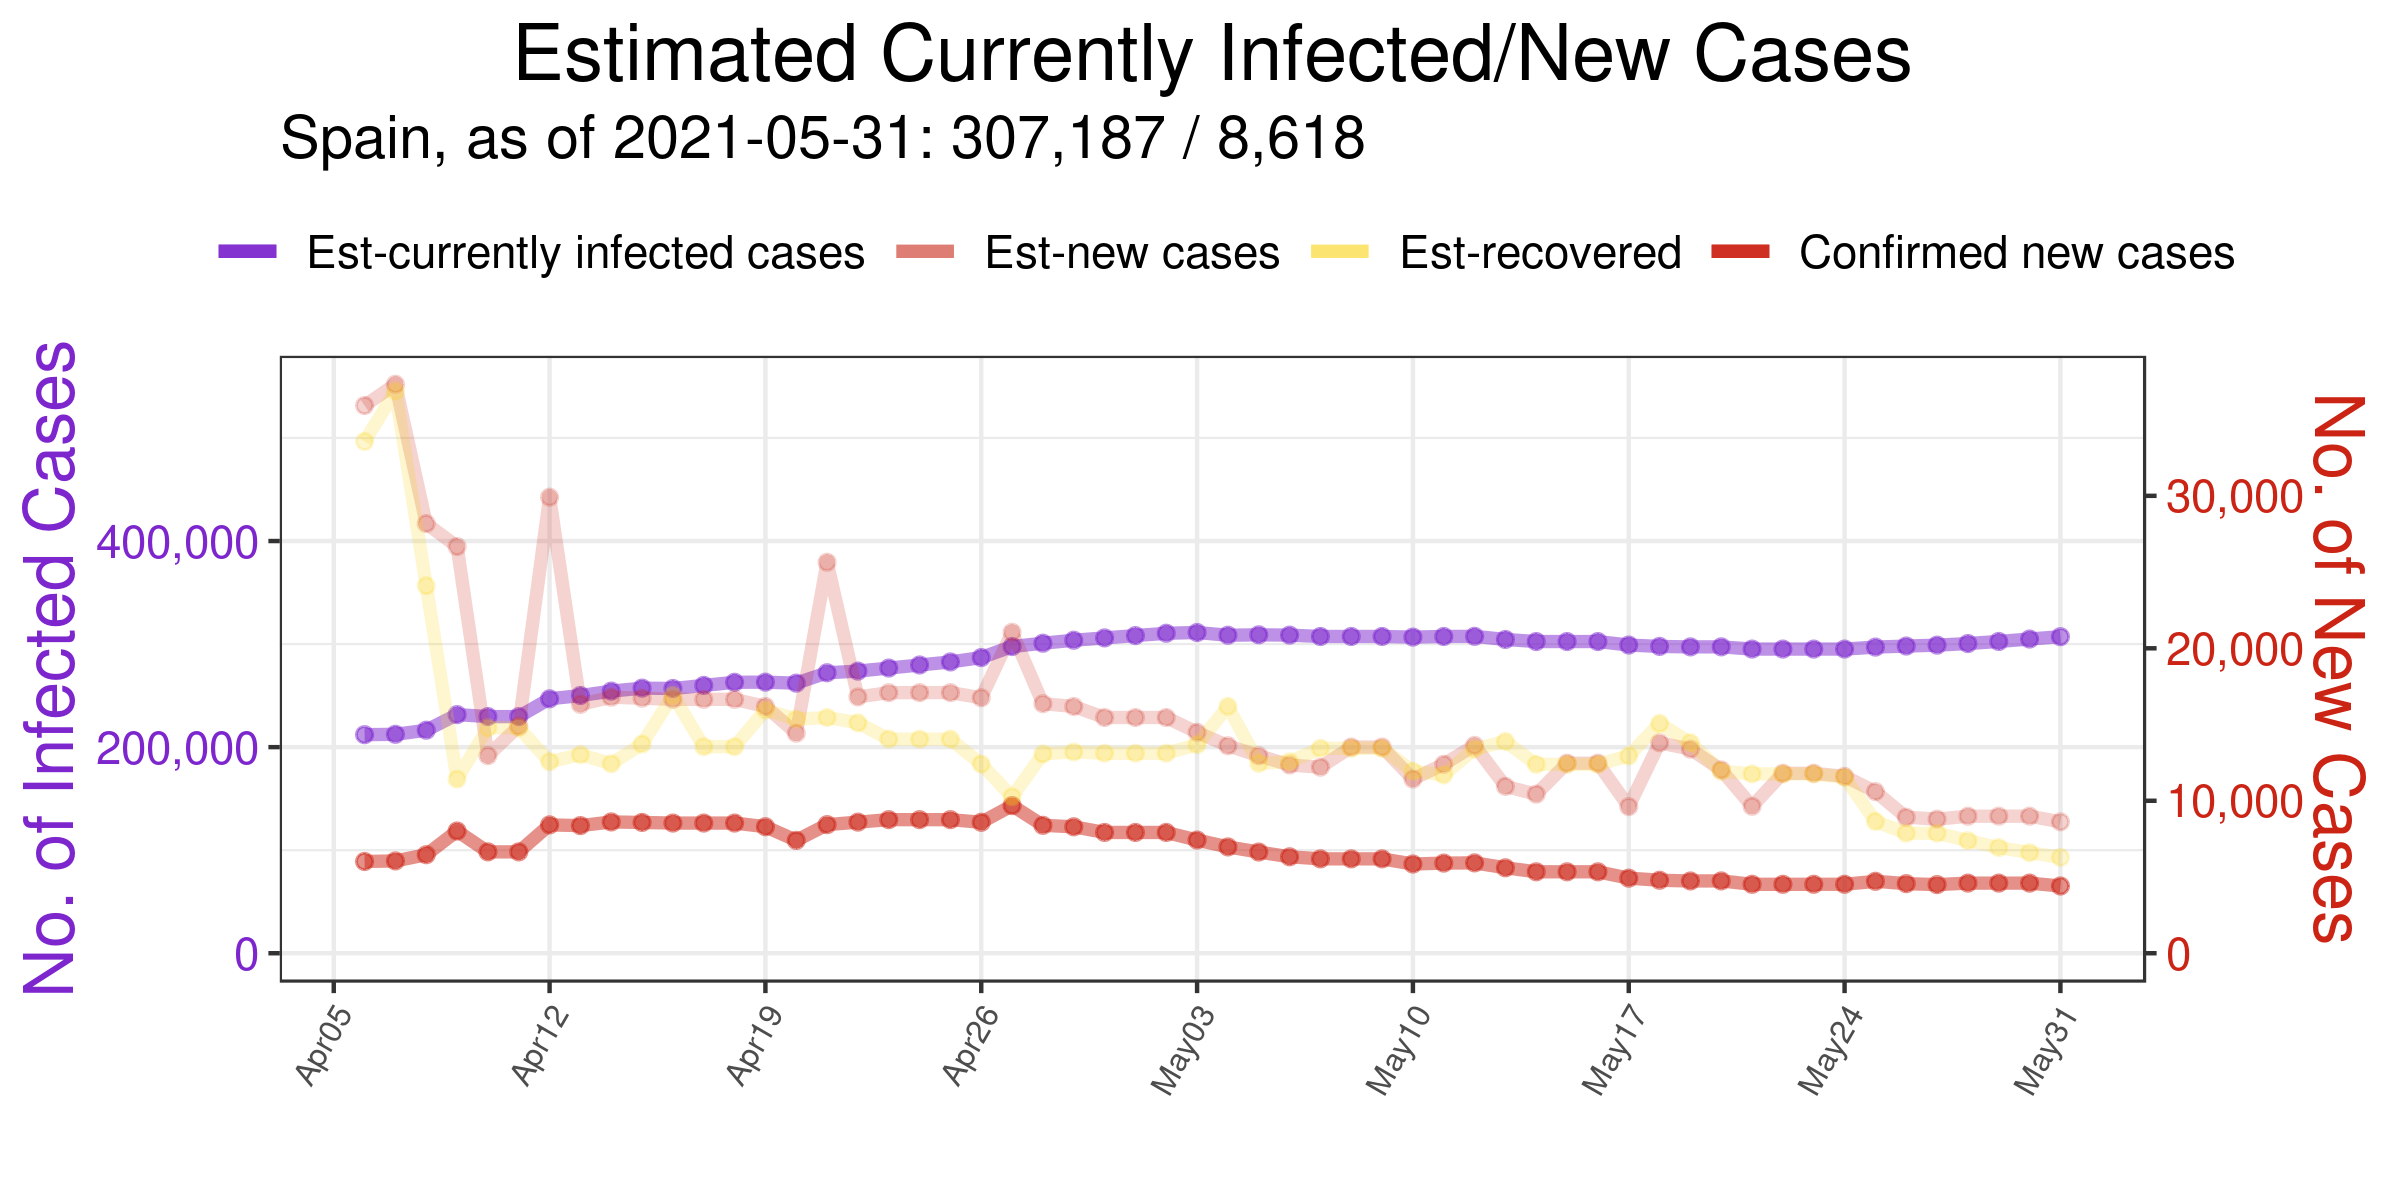 Estimated Currently Infected/New Cases
Spain, as of 2021-05-31: 307,187 / 8,618
Est-currently infected cases Est-new cases Est-recovered Confirmed new cases
No. of Infected Cases
400,000
200,000
0
30,000
20,000
10,000
0
No. of New Cases
Apr05 Apr12 Apr19 Apr26 May03 May10 May17 May24 May31